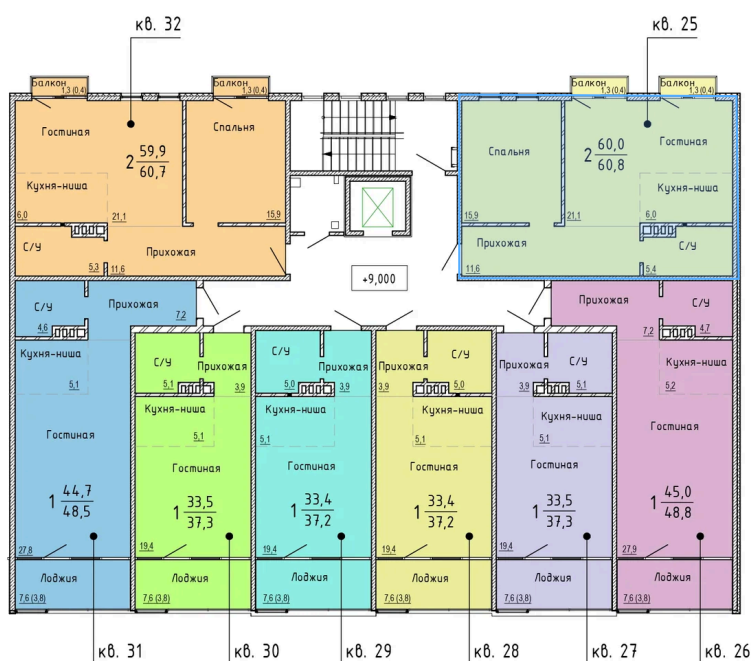 кв. 32
кв. 25
Балкон
1,3 (0,4)
Балкон
1,3 (0,4)
Балкон
1,3 (0,4)
Балкон
1,3 (0,4)
Гостиная
2 59,9
60,7
Кухня-ниша
6,0
21,1
Спальня
15,9
С/У
5,3
Прихожая
11,6
Спальня
15,9
Гостиная
2 60,0
60,8
Кухня-ниша
21,1
6,0
Прихожая
11,6
С/У
5,4
+9,000
С/У
4,6
Прихожая
7,2
Кухня-ниша
5,1
Гостиная
1 44,7
48,5
27,8
Лоджия
7,6 (3,8)
С/У
5,1
Прихожая
3,9
Кухня-ниша
5,1
Гостиная
1 33,5
37,3
19,4
Лоджия
7,6 (3,8)
С/У
5,0
Прихожая
3,9
Кухня-ниша
5,1
Гостиная
1 33,4
37,2
19,4
Лоджия
7,6 (3,8)
Прихожая
3,9
С/У
5,0
Кухня-ниша
5,1
Гостиная
1 33,4
37,2
19,4
Лоджия
7,6 (3,8)
Прихожая
3,9
С/У
5,1
Кухня-ниша
5,1
Гостиная
1 33,5
37,3
19,4
Лоджия
7,6 (3,8)
Прихожая
7,2
С/У
4,7
Кухня-ниша
5,2
Гостиная
1 45,0
48,8
27,9
Лоджия
7,6 (3,8)
кв. 31
кв. 30
кв. 29
кв. 28
кв. 27
кв. 26